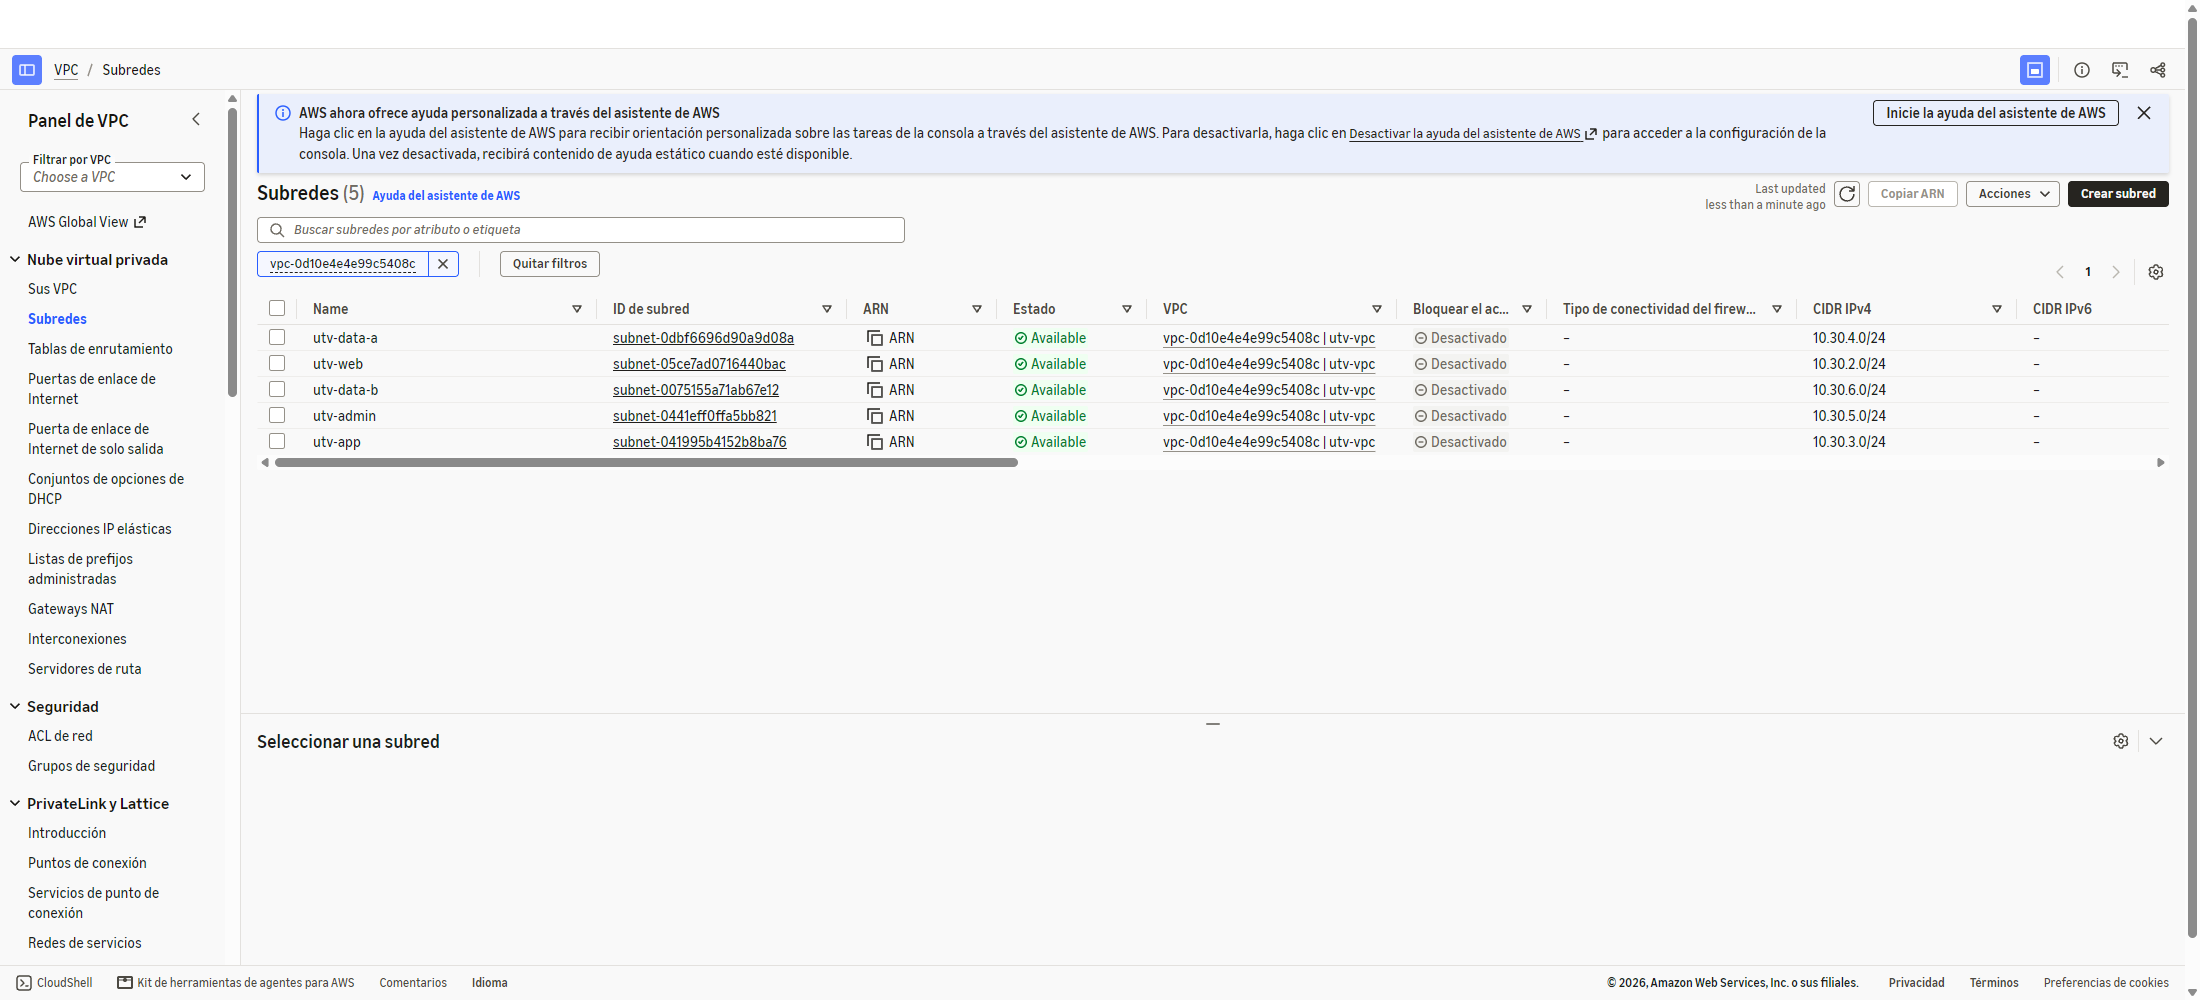 VPC / Subredes
Panel de VPC
Filtrar por VPC
Choose a VPC
AWS Global View
Nube virtual privada
Sus VPC
Subredes
Tablas de enrutamiento
Puertas de enlace de
Internet
Puerta de enlace de
Internet de solo salida
Conjuntos de opciones de
DHCP
Direcciones IP elásticas
Listas de prefijos
administradas
Gateways NAT
Interconexiones
Servidores de ruta
Seguridad
ACL de red
Grupos de seguridad
PrivateLink y Lattice
Introducción
Puntos de conexión
Servicios de punto de
conexión
Redes de servicios
AWS ahora ofrece ayuda personalizada a través del asistente de AWS
Haga clic en la ayuda del asistente de AWS para recibir orientación personalizada sobre las tareas de la consola a través del asistente de AWS. Para desactivarla, haga clic en Desactivar la ayuda del asistente de AWS para acceder a la configuración de la
consola. Una vez desactivada, recibirá contenido de ayuda estático cuando esté disponible.
Inicie la ayuda del asistente de AWS
Subredes (5) Ayuda del asistente de AWS
Last updated
less than a minute ago
Copiar ARN
Acciones
Crear subred
Buscar subredes por atributo o etiqueta
vpc-0d10e4e4e99c5408c
Quitar filtros
1
Name ID de subred ARN Estado VPC Bloquear el ac... Tipo de conectividad del firew... CIDR IPv4 CIDR IPv6
utv-data-a subnet-0dbf6696d90a9d08a ARN Available vpc-0d10e4e4e99c5408c | utv-vpc Desactivado – 10.30.4.0/24 –
utv-web subnet-05ce7ad0716440bac ARN Available vpc-0d10e4e4e99c5408c | utv-vpc Desactivado – 10.30.2.0/24 –
utv-data-b subnet-0075155a71ab67e12 ARN Available vpc-0d10e4e4e99c5408c | utv-vpc Desactivado – 10.30.6.0/24 –
utv-admin subnet-0441eff0ffa5bb821 ARN Available vpc-0d10e4e4e99c5408c | utv-vpc Desactivado – 10.30.5.0/24 –
utv-app subnet-041995b4152b8ba76 ARN Available vpc-0d10e4e4e99c5408c | utv-vpc Desactivado – 10.30.3.0/24 –
Seleccionar una subred
CloudShell Kit de herramientas de agentes para AWS Comentarios Idioma © 2026, Amazon Web Services, Inc. o sus filiales. Privacidad Términos Preferencias de cookies